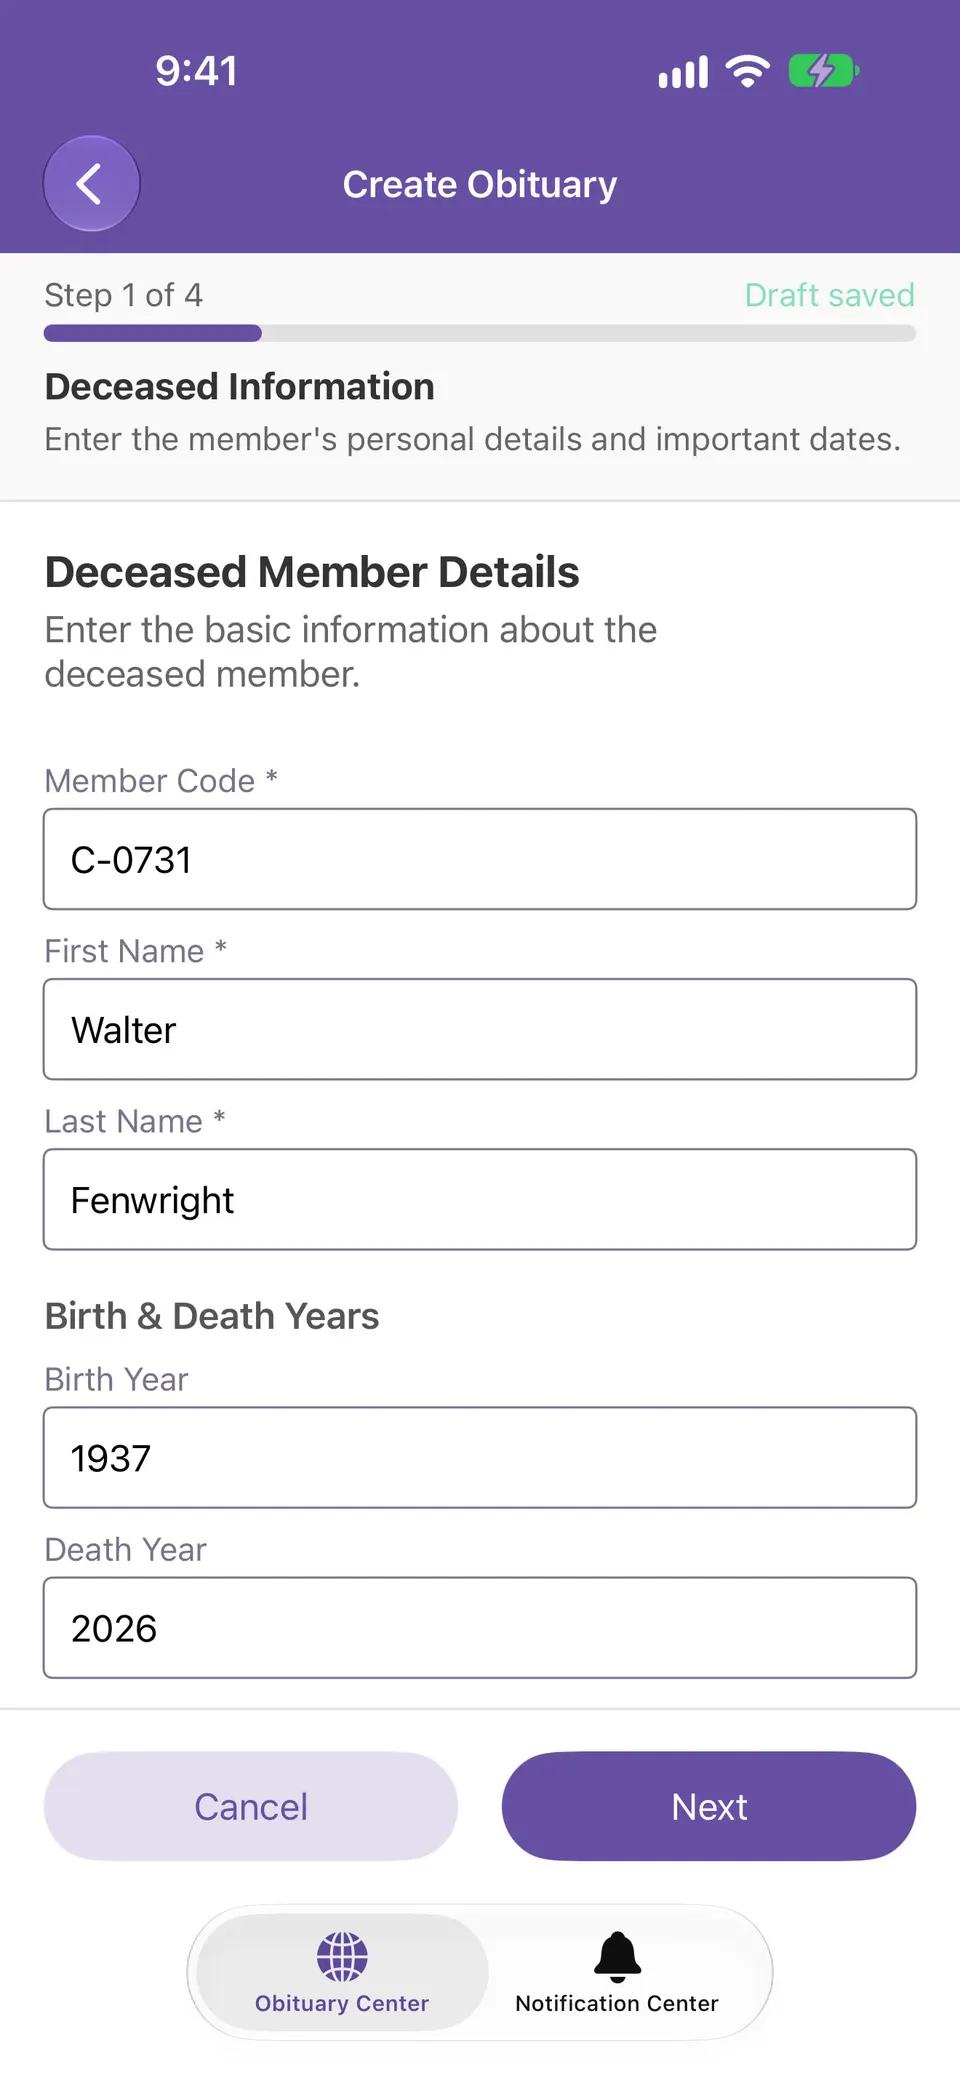 9:41
Create Obituary
Step 1 of 4
Draft saved
Deceased Information
Enter the member's personal details and important dates.
Deceased Member Details
Enter the basic information about the
deceased member.
Member Code *
C-0731
First Name *
Walter
Last Name *
Fenwright
Birth & Death Years
Birth Year
1937
Death Year
2026
Cancel
Next
Obituary Center
Notification Center